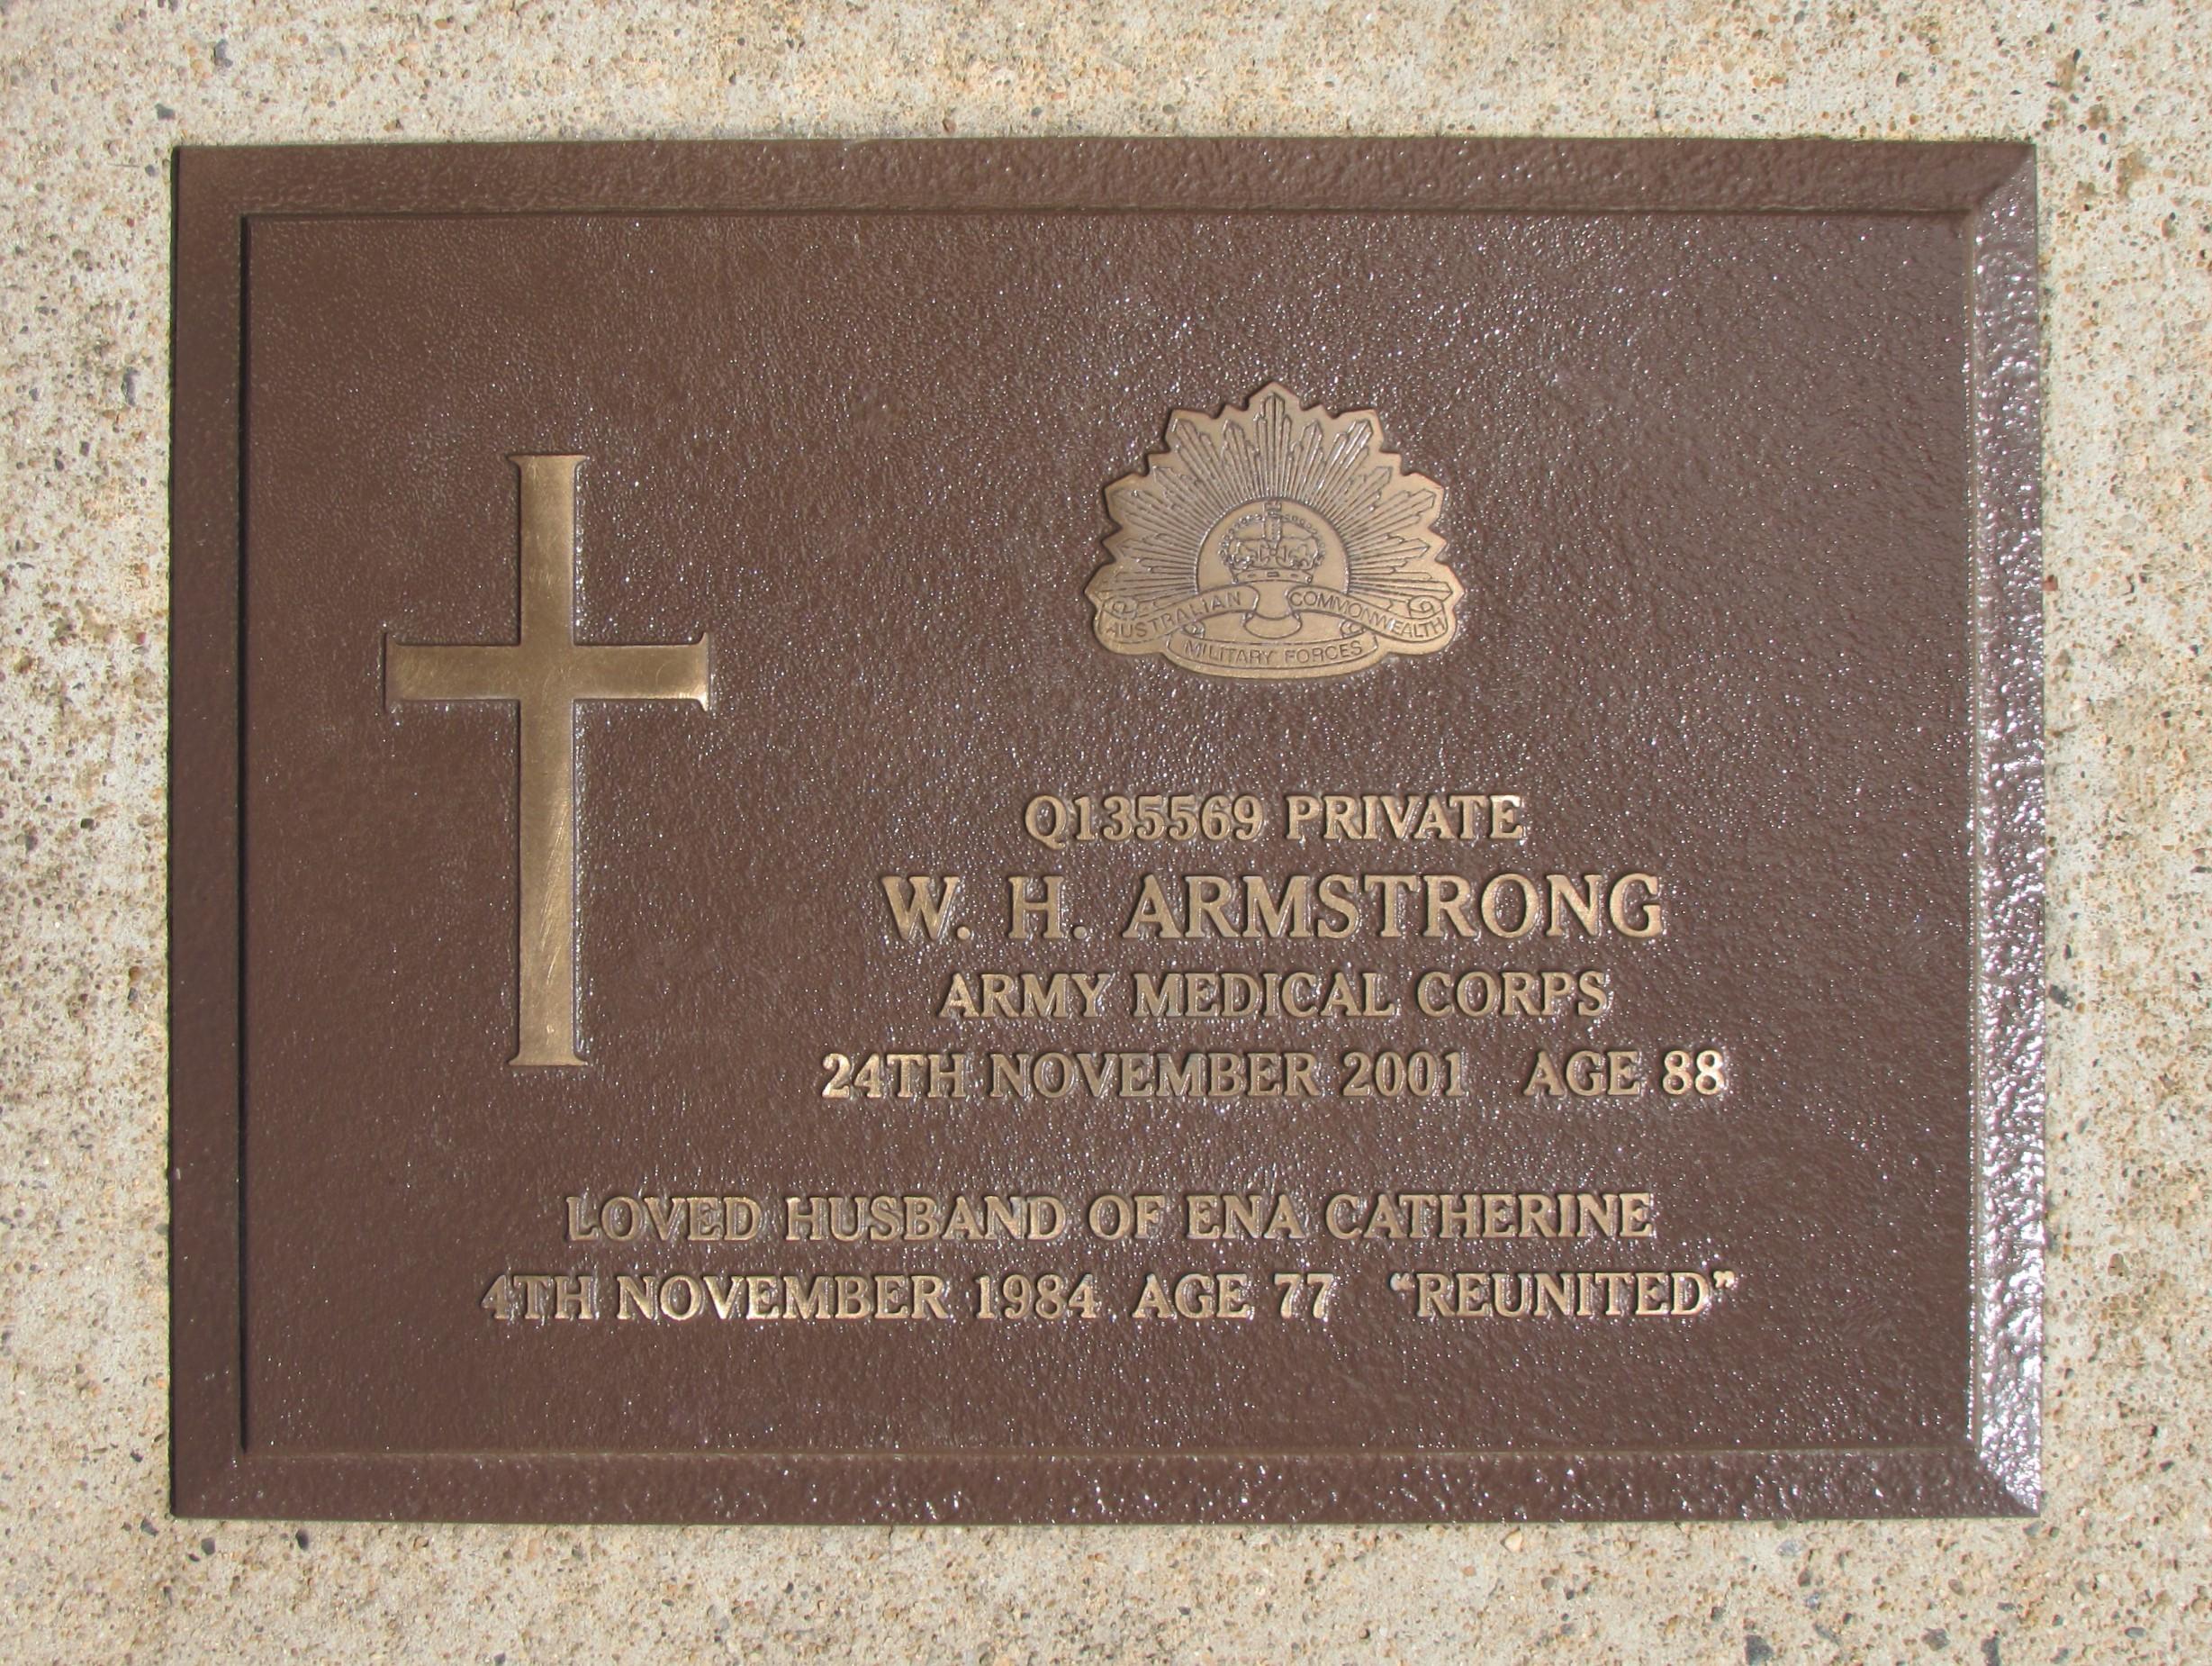 AUSTRALIAN COMMONWEALTH
MILITARY FORCES
Q135569 PRIVATE
W. H. ARMSTRONG
ARMY MEDICAL CORPS
24TH NOVEMBER 2001 AGE 88
LOVED HUSBAND OF ENA CATHERINE
4TH NOVEMBER 1984 AGE 77 “REUNITED”